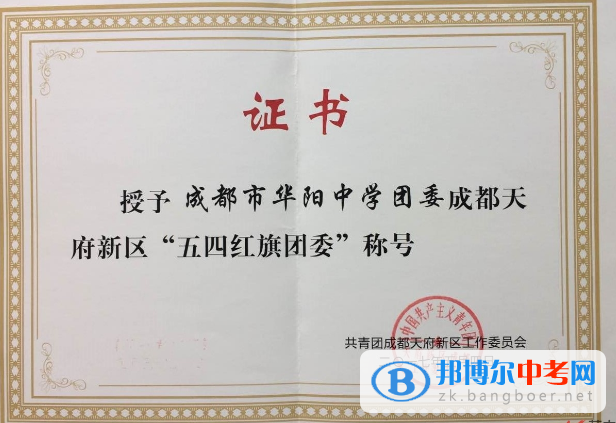 证书
授予 成都市华阳中学团委成都天
府新区“五四红旗团委”称号
共青团成都天府新区工作委员会
B 邦博尔中考网
zk.bangboer.net